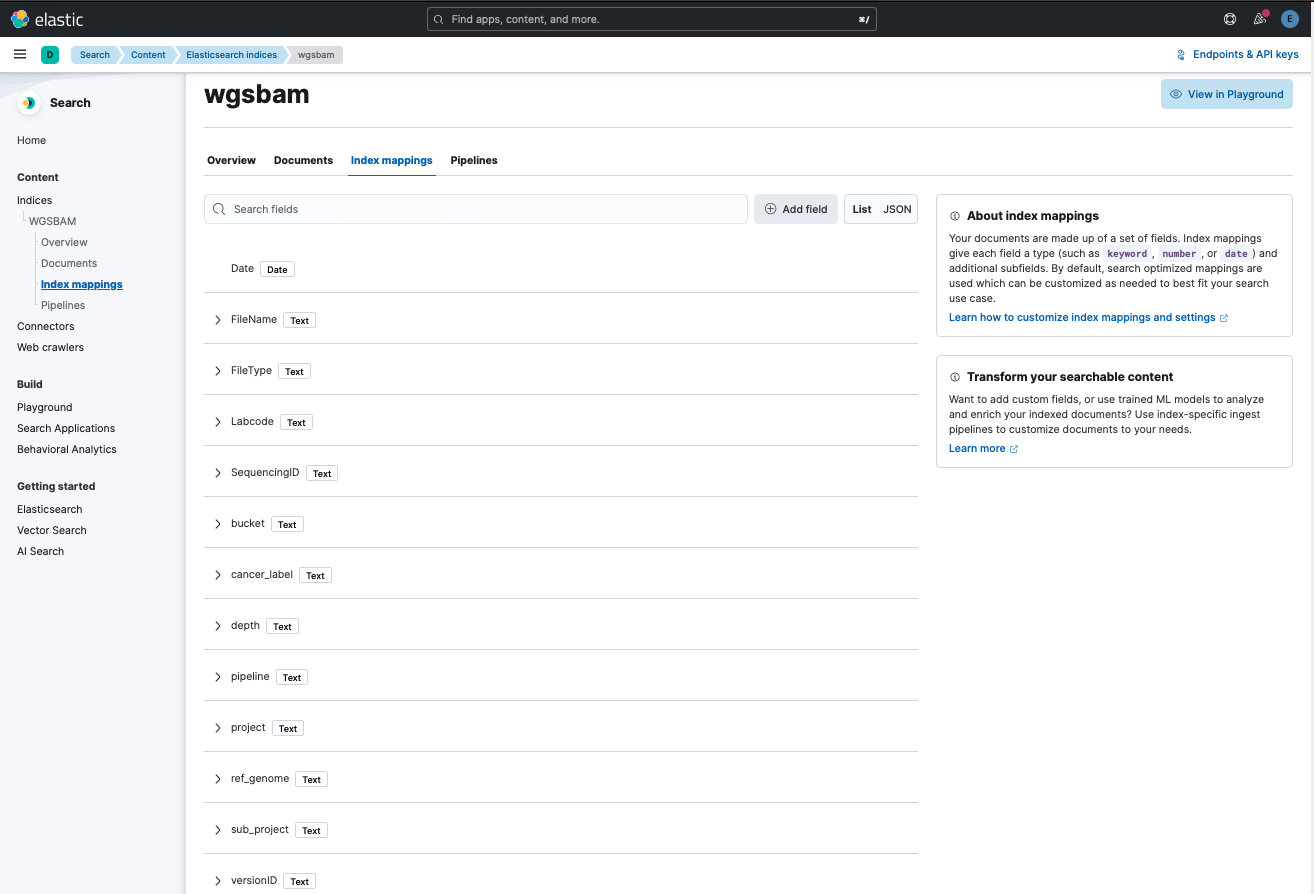 elastic
Find apps, content, and more.
⌘/
E
D
Search
Content
Elasticsearch indices
wgsbam
Endpoints & API keys
Search
Home
Content
Indices
WGSBAM
Overview
Documents
Index mappings
Pipelines
Connectors
Web crawlers
Build
Playground
Search Applications
Behavioral Analytics
Getting started
Elasticsearch
Vector Search
AI Search
wgsbam
View in Playground
Overview Documents Index mappings Pipelines
Search fields
Add field
List JSON
Date Date
FileName Text
FileType Text
Labcode Text
SequencingID Text
bucket Text
cancer_label Text
depth Text
pipeline Text
project Text
ref_genome Text
sub_project Text
versionID Text
About index mappings
Your documents are made up of a set of fields. Index mappings
give each field a type (such as keyword, number, or date) and
additional subfields. By default, search optimized mappings are
used which can be customized as needed to best fit your search
use case.
Learn how to customize index mappings and settings
Transform your searchable content
Want to add custom fields, or use trained ML models to analyze
and enrich your indexed documents? Use index-specific ingest
pipelines to customize documents to your needs.
Learn more